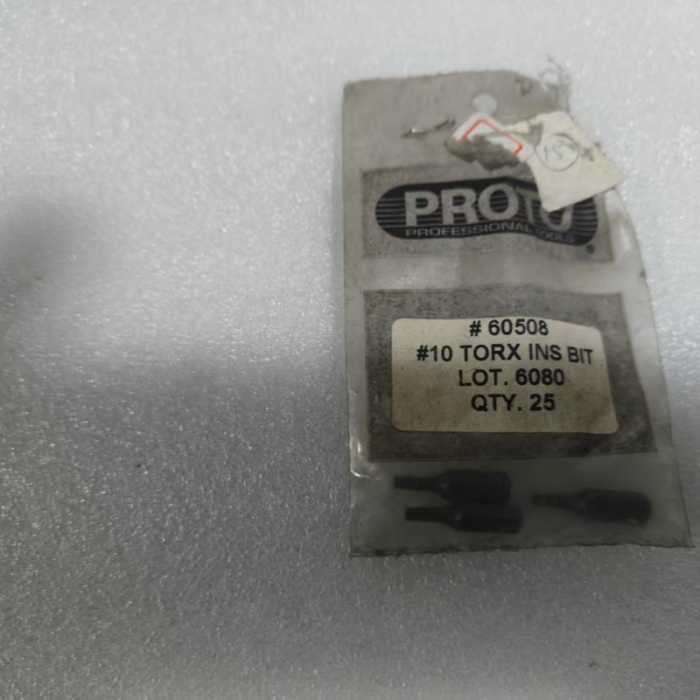 PROTO
PROFESSIONAL TOOLS
# 60508
#10 TORX INS BIT
LOT. 6080
QTY. 25